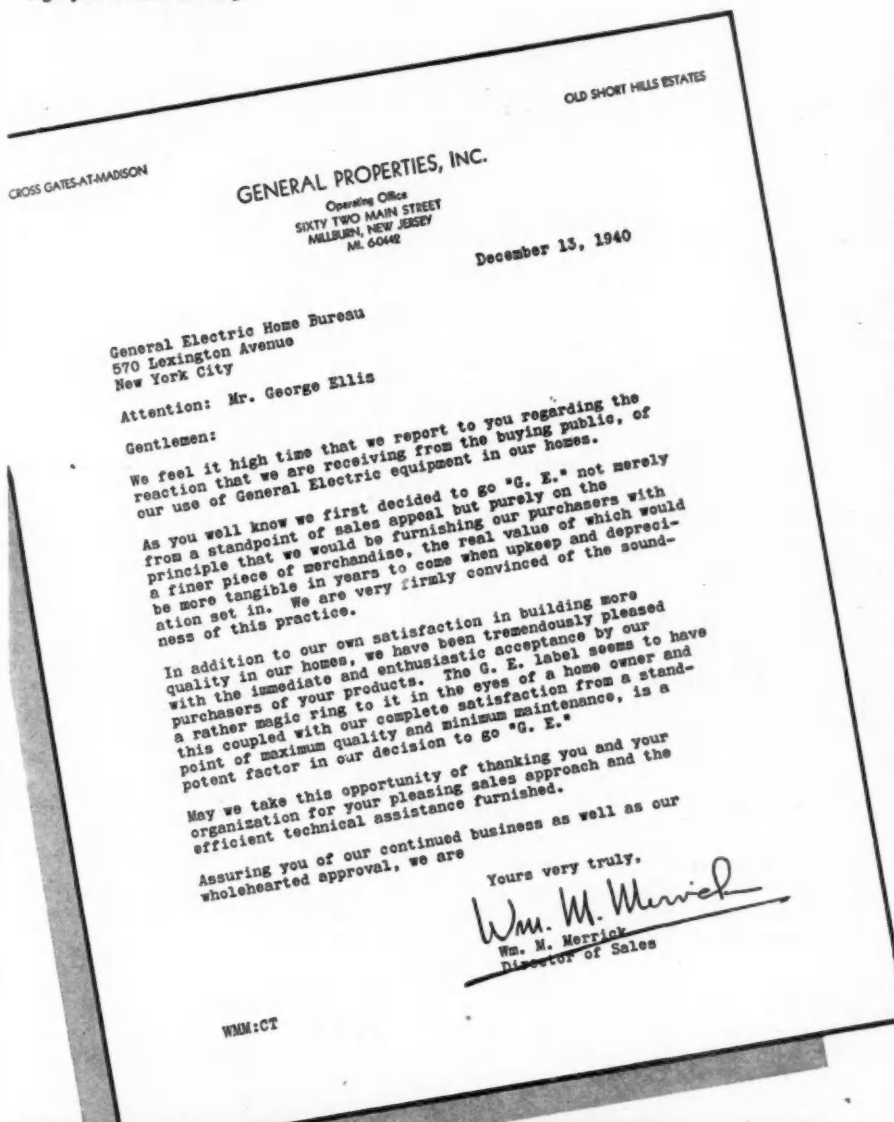 OLD SHORT HILLS ESTATES
CROSS GATES-AT-MADISON
GENERAL PROPERTIES, INC.
Operating Office
SIXTY TWO MAIN STREET
MILLBURN, NEW JERSEY
MI. 6-0442
December 13, 1940
General Electric Home Bureau
570 Lexington Avenue
New York City
Attention: Mr. George Ellis
Gentlemen:
We feel it high time that we report to you regarding the
reaction that we are receiving from the buying public, of
our use of General Electric equipment in our homes.
As you well know we first decided to go "G. E." not merely
from a standpoint of sales appeal but purely on the
principle that we would be furnishing our purchasers with
a finer piece of merchandise, the real value of which would
be more tangible in years to come when upkeep and depreci-
ation set in. We are very firmly convinced of the sound-
ness of this practice.
In addition to our own satisfaction in building more
quality in our homes, we have been tremendously pleased
with the immediate and enthusiastic acceptance by our
purchasers of your products. The G. E. label seems to have
a rather magic ring to it in the eyes of a home owner and
this coupled with our complete satisfaction from a stand-
point of maximum quality and minimum maintenance, is a
potent factor in our decision to go "G. E."
May we take this opportunity of thanking you and your
organization for your pleasing sales approach and the
efficient technical assistance furnished.
Assuring you of our continued business as well as our
wholehearted approval, we are
Yours very truly,
Wm. M. Merrick
Wm. M. Merrick
Director of Sales
WMM:CT